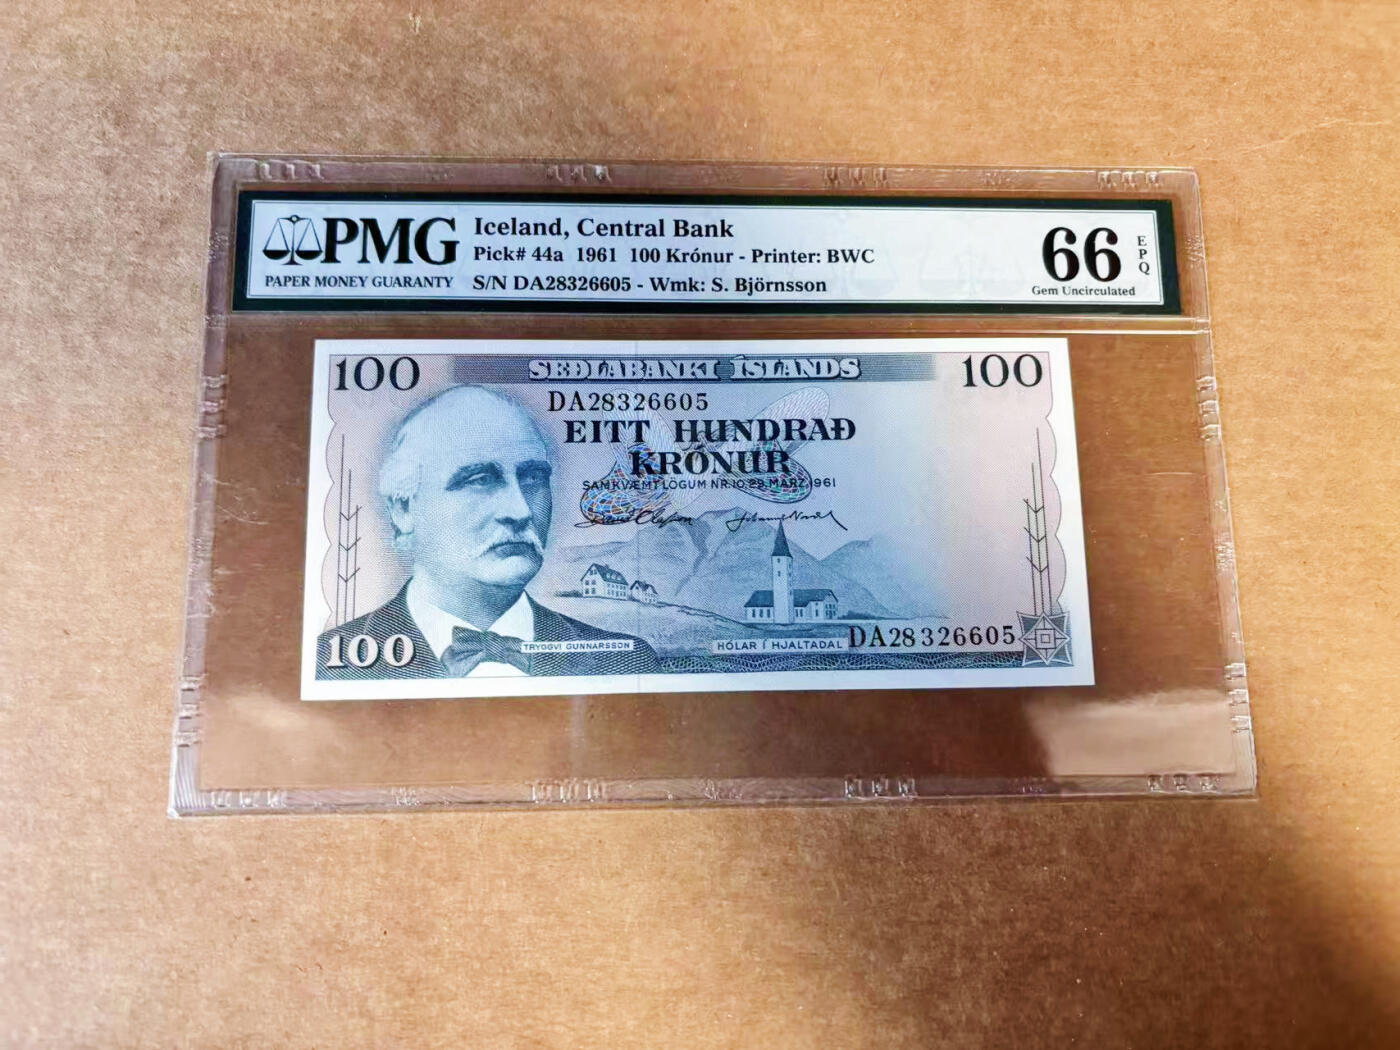 PMG
PAPER MONEY GUARANTY
Iceland, Central Bank
Pick# 44a 1961 100 Krónur - Printer: BWC
S/N DA28326605 - Wmk: S. Björnsson
66
EPQ
Gem Uncirculated
100
SEÐLABANKI ÍSLANDS
100
DA28326605
EITT HUNDRAÐ
KRÓNUR
SAMKVÆMT LÖGUM NR. 10, 29. MARZ 1961
100
TRYGGVI GUNNARSSON
HÓLAR Í HJALTADAL
DA28326605